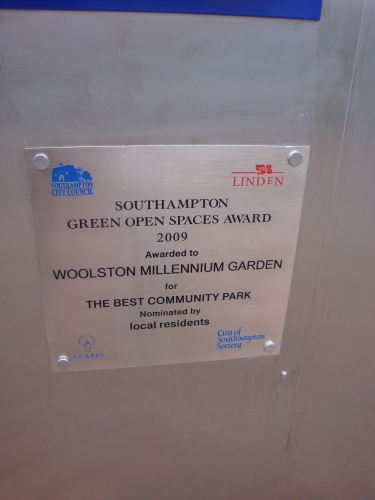 SOUTHAMPTON
CITY COUNCIL
LINDEN
SOUTHAMPTON
GREEN OPEN SPACES AWARD
2009
Awarded to
WOOLSTON MILLENNIUM GARDEN
for
THE BEST COMMUNITY PARK
Nominated by
local residents
S.C.A.P.P.S
City of
Southampton
Society